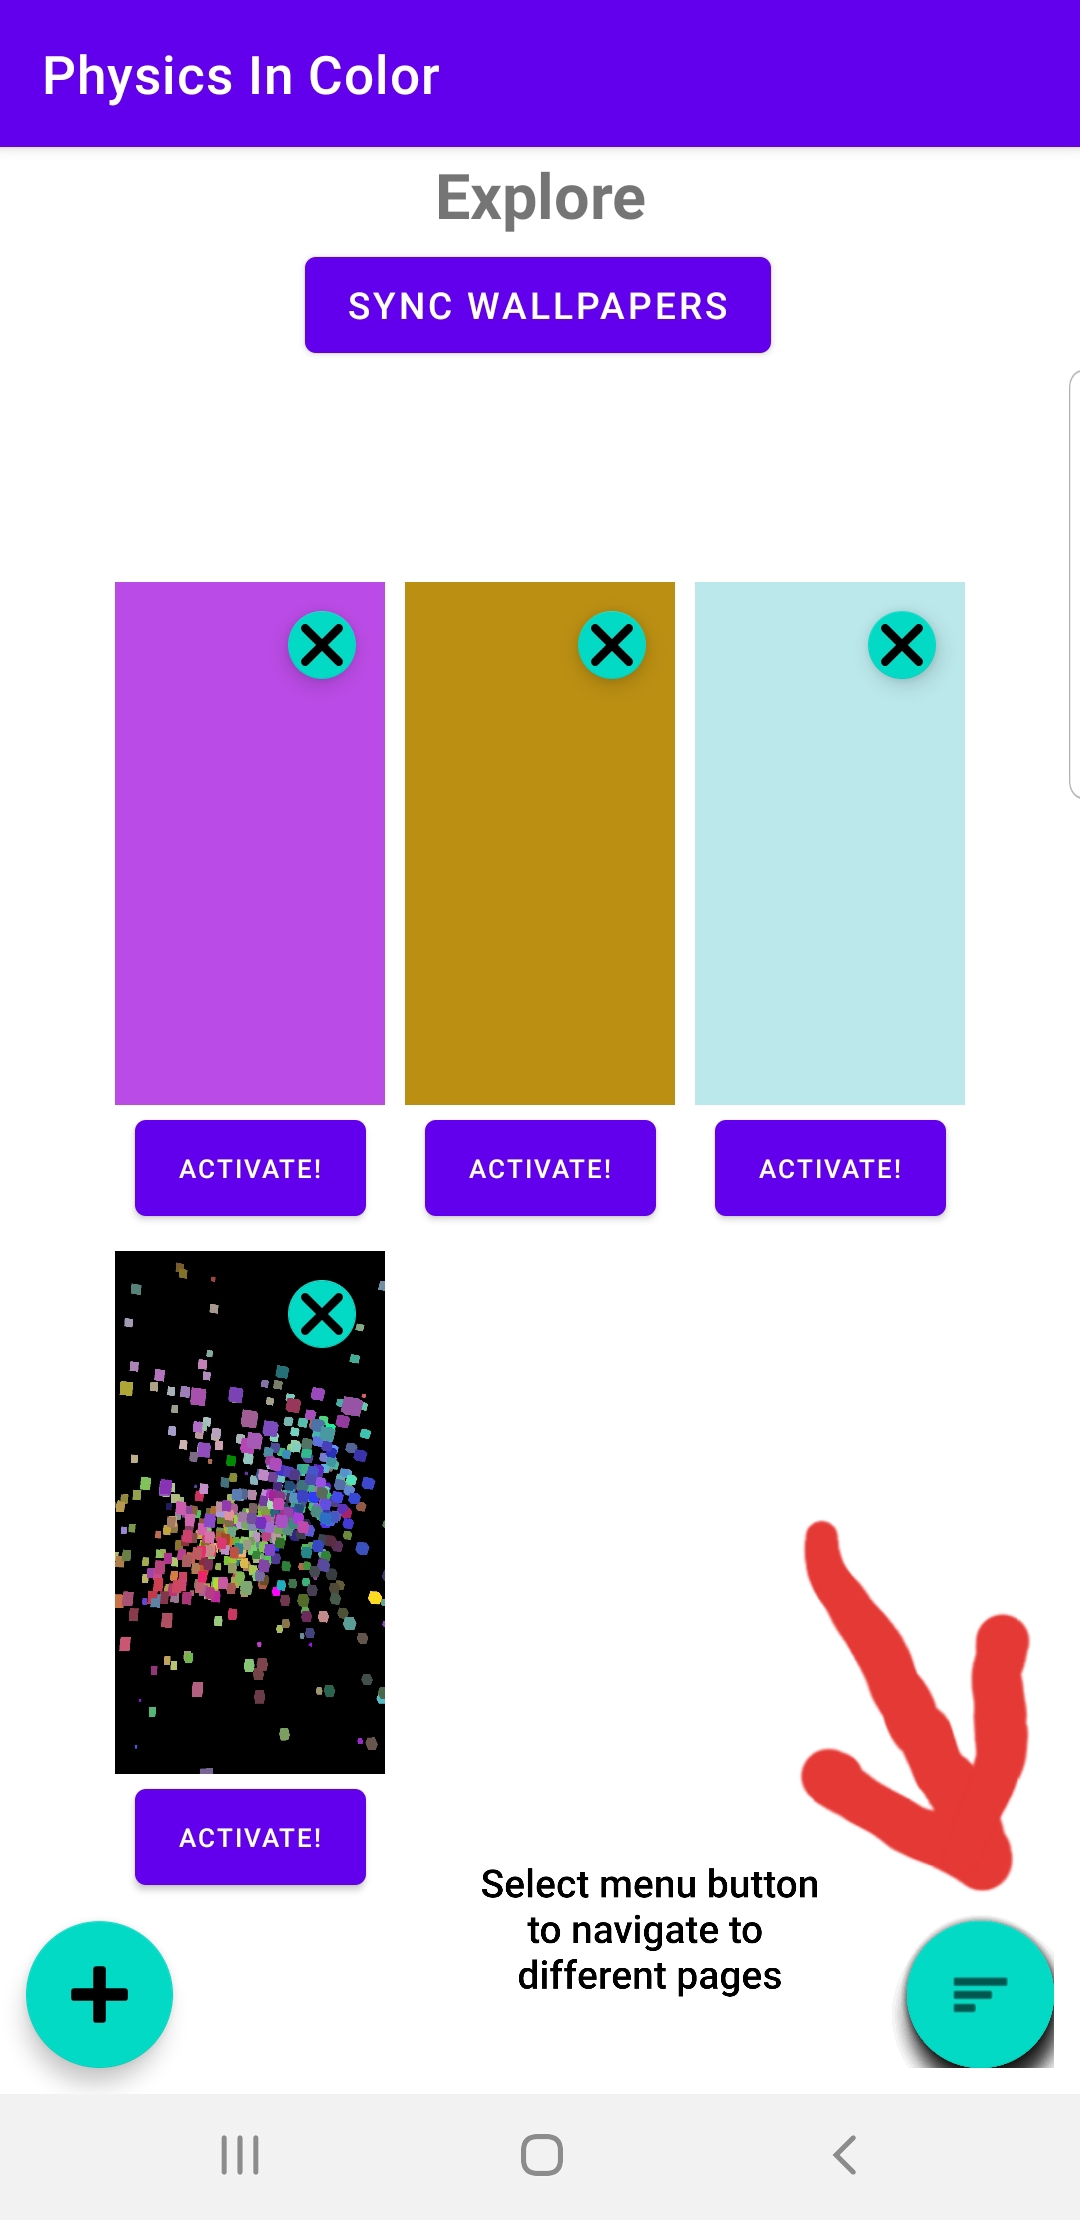 Physics In Color
Explore
SYNC WALLPAPERS
ACTIVATE!
ACTIVATE!
ACTIVATE!
ACTIVATE!
Select menu button
to navigate to
different pages